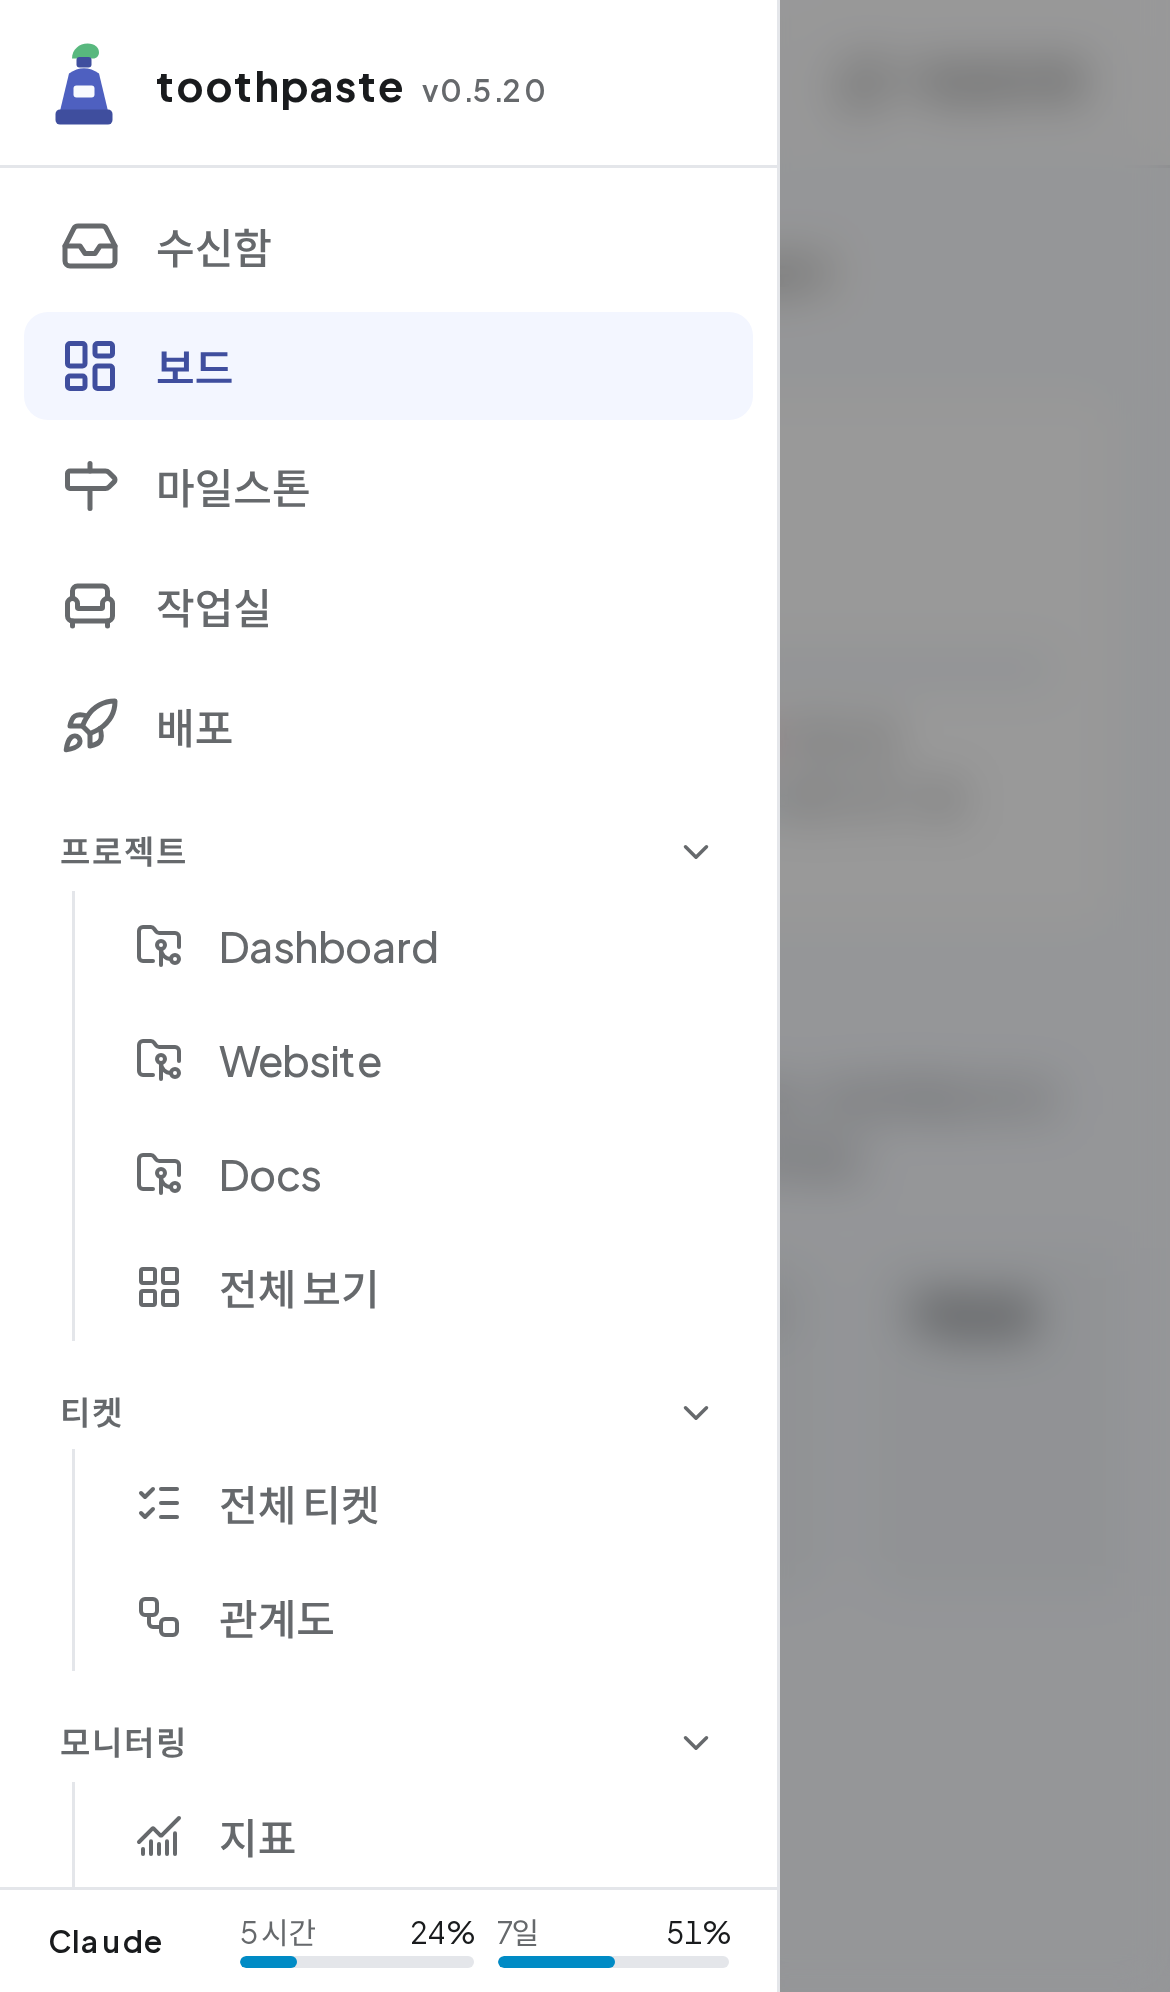 toothpaste v0.5.20
수신함
보드
마일스톤
작업실
배포
프로젝트
Dashboard
Website
Docs
전체 보기
티켓
전체 티켓
관계도
모니터링
지표
Claude 5시간 24% 7일 51%